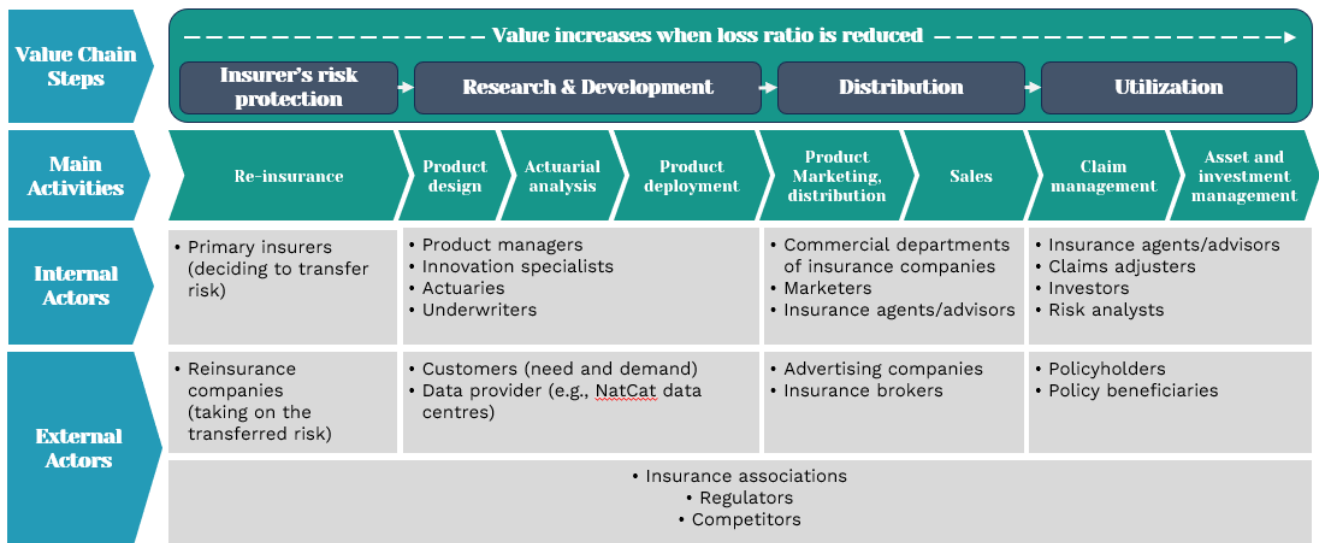 Value Chain
Steps
Value increases when loss ratio is reduced
Insurer's risk
protection
Research & Development
Distribution
Utilization
Main
Activities
Re-insurance
Product
design
Actuarial
analysis
Product
deployment
Product
Marketing,
distribution
Sales
Claim
management
Asset and
investment
management
Internal
Actors
• Primary insurers
(deciding to transfer
risk)
• Product managers
• Innovation specialists
• Actuaries
• Underwriters
• Commercial departments
of insurance companies
• Marketers
• Insurance agents/advisors
• Insurance agents/advisors
• Claims adjusters
• Investors
• Risk analysts
External
Actors
• Reinsurance
companies
(taking on the
transferred risk)
• Customers (need and demand)
• Data provider (e.g., NatCat data
centres)
• Advertising companies
• Insurance brokers
• Policyholders
• Policy beneficiaries
• Insurance associations
• Regulators
• Competitors